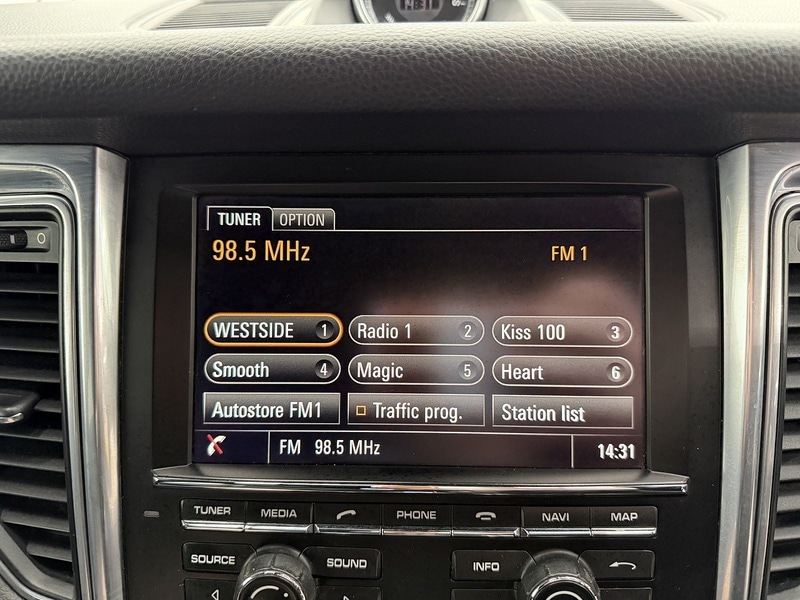 TUNER OPTION
98.5 MHz FM 1
WESTSIDE 1 Radio 1 2 Kiss 100 3
Smooth 4 Magic 5 Heart 6
Autostore FM1 Traffic prog. Station list
FM 98.5 MHz 14:31
TUNER MEDIA PHONE NAVI MAP
SOURCE SOUND INFO